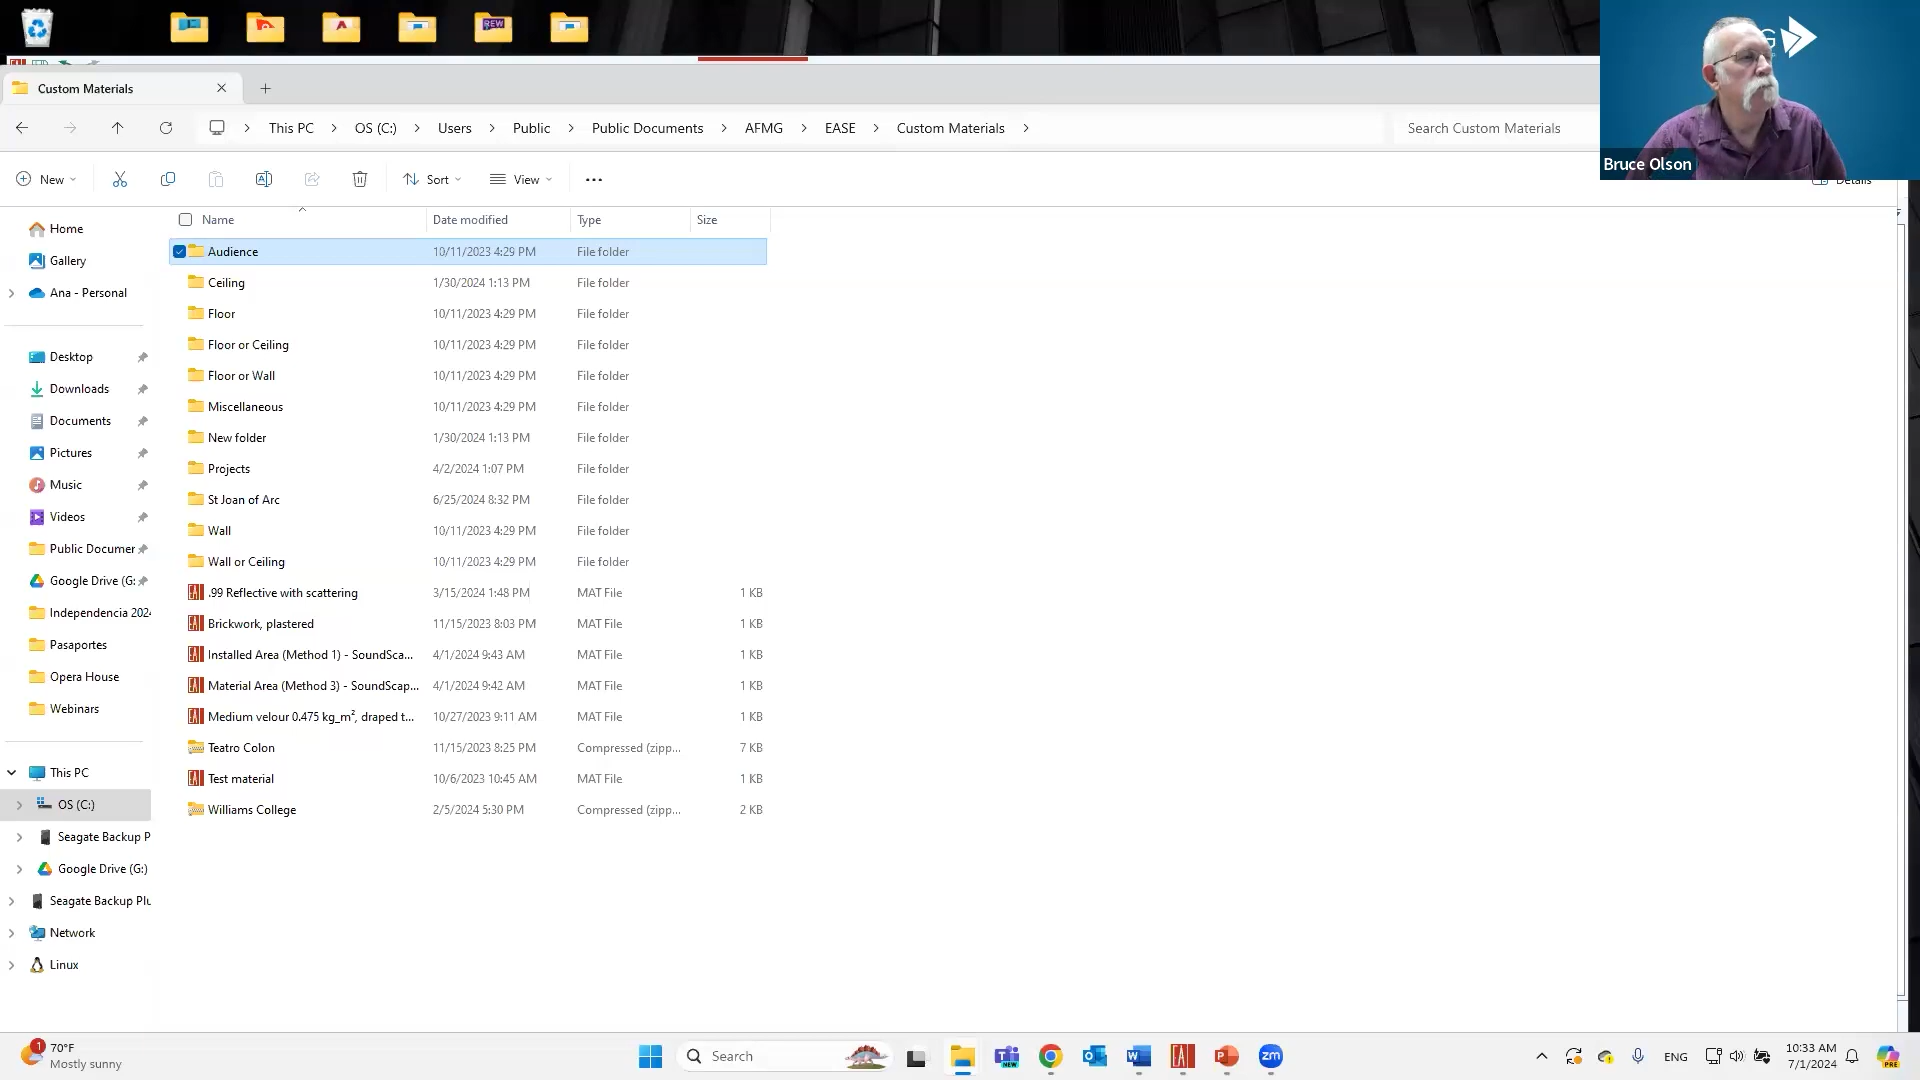 REW
Custom Materials
This PC
OS (C:)
Users
Public
Public Documents
AFMG
EASE
Custom Materials
Search Custom Materials
G
Bruce Olson
New
Sort
View
Details
Name Date modified Type Size
Audience 10/11/2023 4:29 PM File folder
Ceiling 1/30/2024 1:13 PM File folder
Floor 10/11/2023 4:29 PM File folder
Floor or Ceiling 10/11/2023 4:29 PM File folder
Floor or Wall 10/11/2023 4:29 PM File folder
Miscellaneous 10/11/2023 4:29 PM File folder
New folder 1/30/2024 1:13 PM File folder
Projects 4/2/2024 1:07 PM File folder
St Joan of Arc 6/25/2024 8:32 PM File folder
Wall 10/11/2023 4:29 PM File folder
Wall or Ceiling 10/11/2023 4:29 PM File folder
.99 Reflective with scattering 3/15/2024 1:48 PM MAT File 1 KB
Brickwork, plastered 11/15/2023 8:03 PM MAT File 1 KB
Installed Area (Method 1) - SoundSca... 4/1/2024 9:43 AM MAT File 1 KB
Material Area (Method 3) - SoundScap... 4/1/2024 9:42 AM MAT File 1 KB
Medium velour 0.475 kg_m², draped t... 10/27/2023 9:11 AM MAT File 1 KB
Teatro Colon 11/15/2023 8:25 PM Compressed (zipp... 7 KB
Test material 10/6/2023 10:45 AM MAT File 1 KB
Williams College 2/5/2024 5:30 PM Compressed (zipp... 2 KB
Home
Gallery
Ana - Personal
Desktop
Downloads
Documents
Pictures
Music
Videos
Public Documer
Google Drive (G:
Independencia 2024
Pasaportes
Opera House
Webinars
This PC
OS (C:)
Seagate Backup P
Google Drive (G:)
Seagate Backup Plu
Network
Linux
1
70°F
Mostly sunny
Search
NEW
zm
ENG
10:33 AM
7/1/2024
PRE